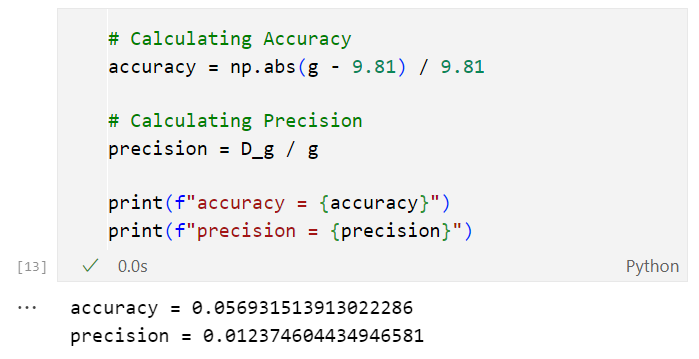 # Calculating Accuracy
accuracy = np.abs(g - 9.81) / 9.81
# Calculating Precision
precision = D_g / g
print(f"accuracy = {accuracy}")
print(f"precision = {precision}")
[13] ✓ 0.0s Python
... accuracy = 0.056931513913022286
precision = 0.012374604434946581